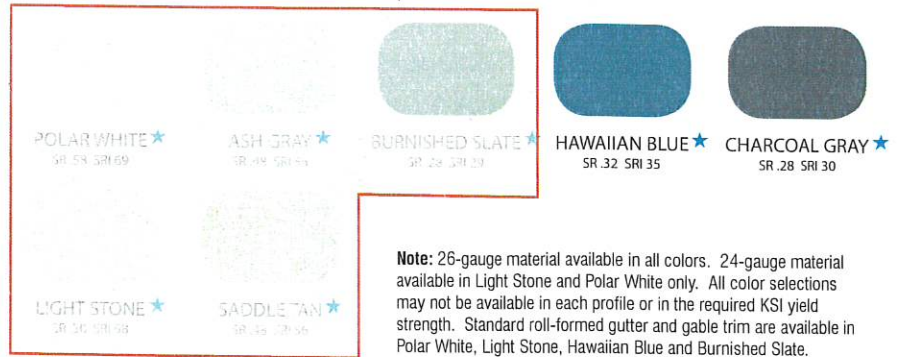 POLAR WHITE★ ASH GRAY★ BURNISHED SLATE★ HAWAIIAN BLUE★ CHARCOAL GRAY★
SRI 69 SR .28 SR .32 SRI 35 SR .28 SRI 30
LIGHT STONE★ SADDLE TAN★
Note: 26-gauge material available in all colors. 24-gauge material
available in Light Stone and Polar White only. All color selections
may not be available in each profile or in the required KSI yield
strength. Standard roll-formed gutter and gable trim are available in
Polar White, Light Stone, Hawaiian Blue and Burnished Slate.